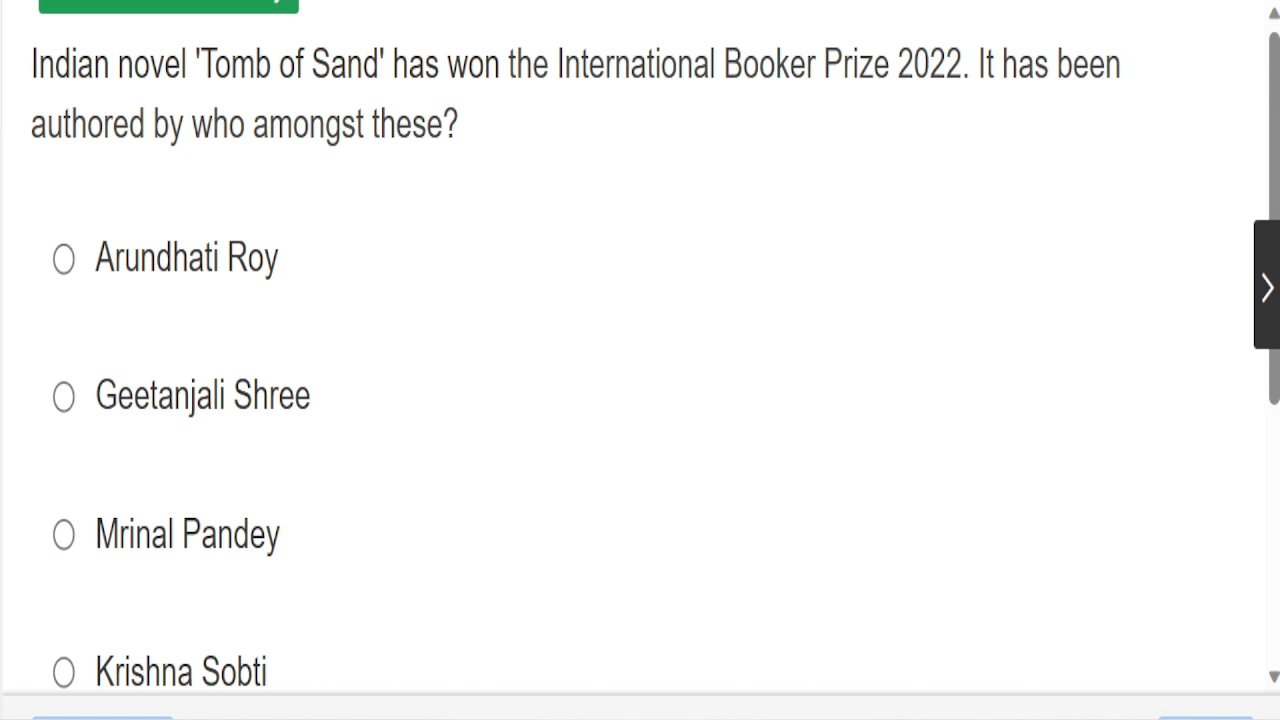 Indian novel 'Tomb of Sand' has won the International Booker Prize 2022. It has been
authored by who amongst these?
Arundhati Roy
Geetanjali Shree
Mrinal Pandey
Krishna Sobti